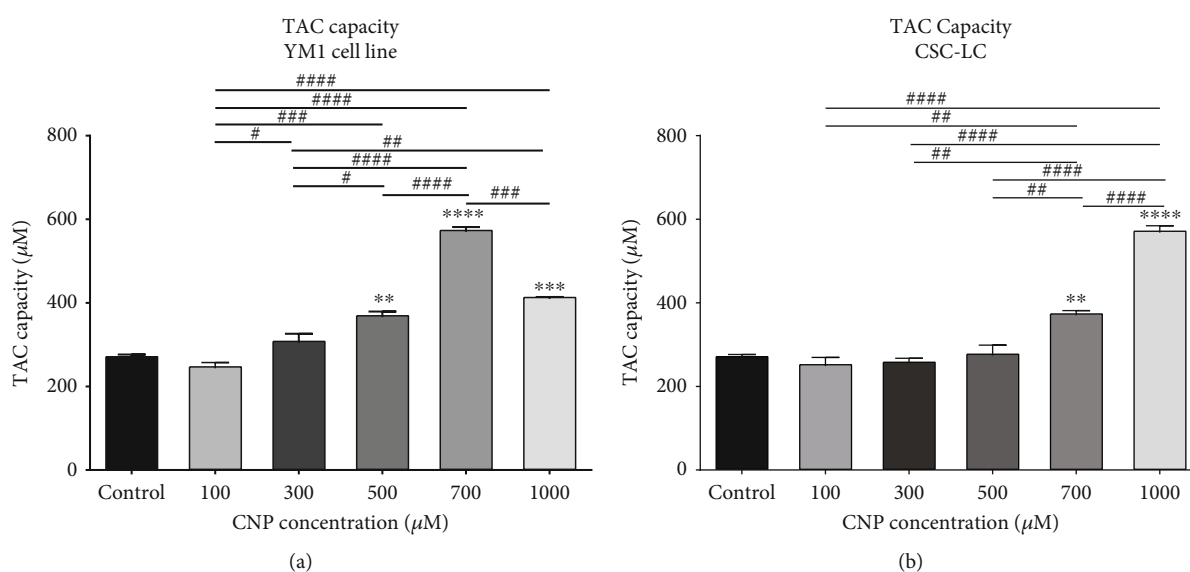 TAC capacity
YM1 cell line
####
####
###
#
##
####
#
####
###
****
**
***
800
600
400
200
0
TAC capacity (μM)
Control 100 300 500 700 1000
CNP concentration (μM)
(a)
TAC Capacity
CSC-LC
####
##
####
##
####
##
####
****
**
800
600
400
200
0
TAC capacity (μM)
Control 100 300 500 700 1000
CNP concentration (μM)
(b)